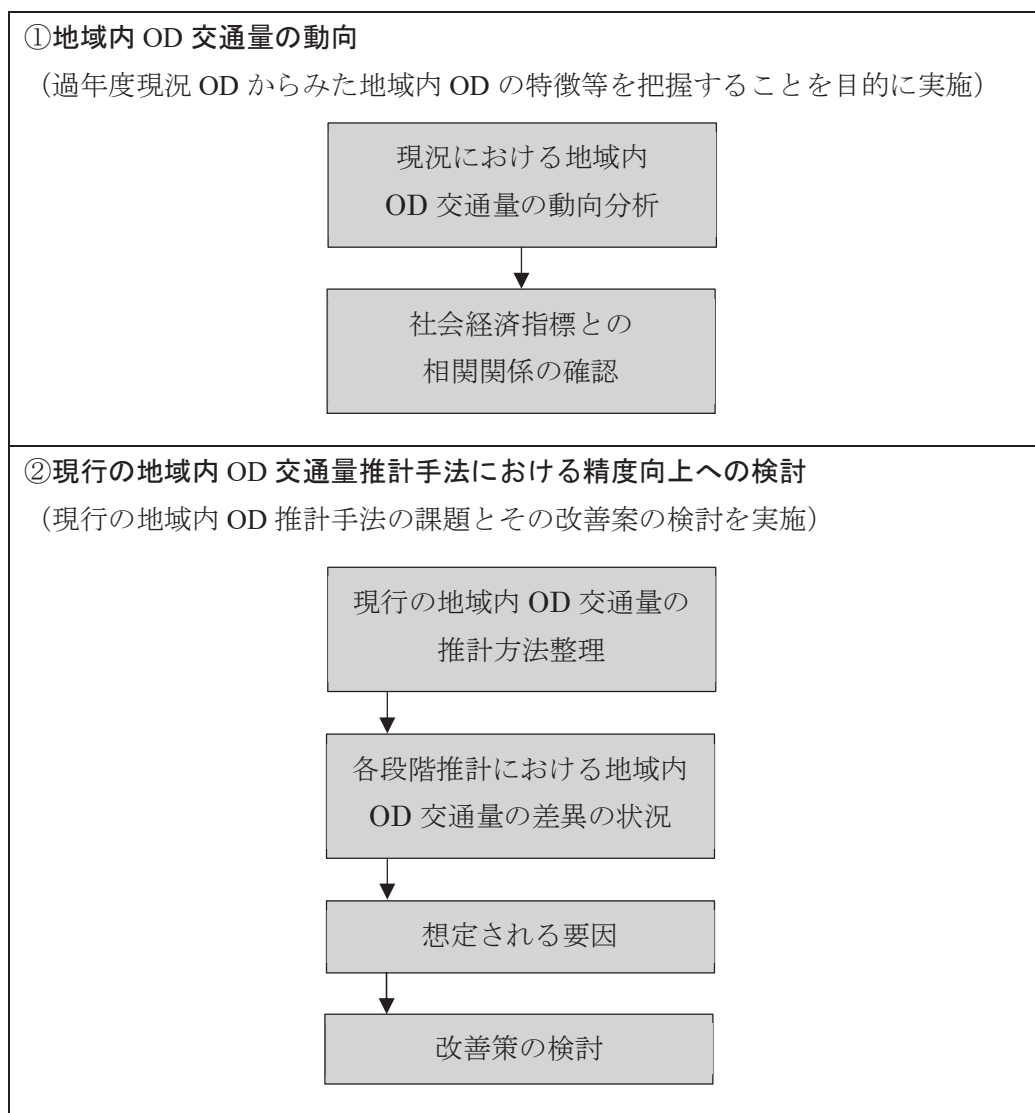 ①地域内 OD 交通量の動向
（過年度現況 OD からみた地域内 OD の特徴等を把握することを目的に実施）
現況における地域内
OD 交通量の動向分析
社会経済指標との
相関関係の確認
②現行の地域内 OD 交通量推計手法における精度向上への検討
（現行の地域内 OD 推計手法の課題とその改善案の検討を実施）
現行の地域内 OD 交通量の
推計方法整理
各段階推計における地域内
OD 交通量の差異の状況
想定される要因
改善策の検討